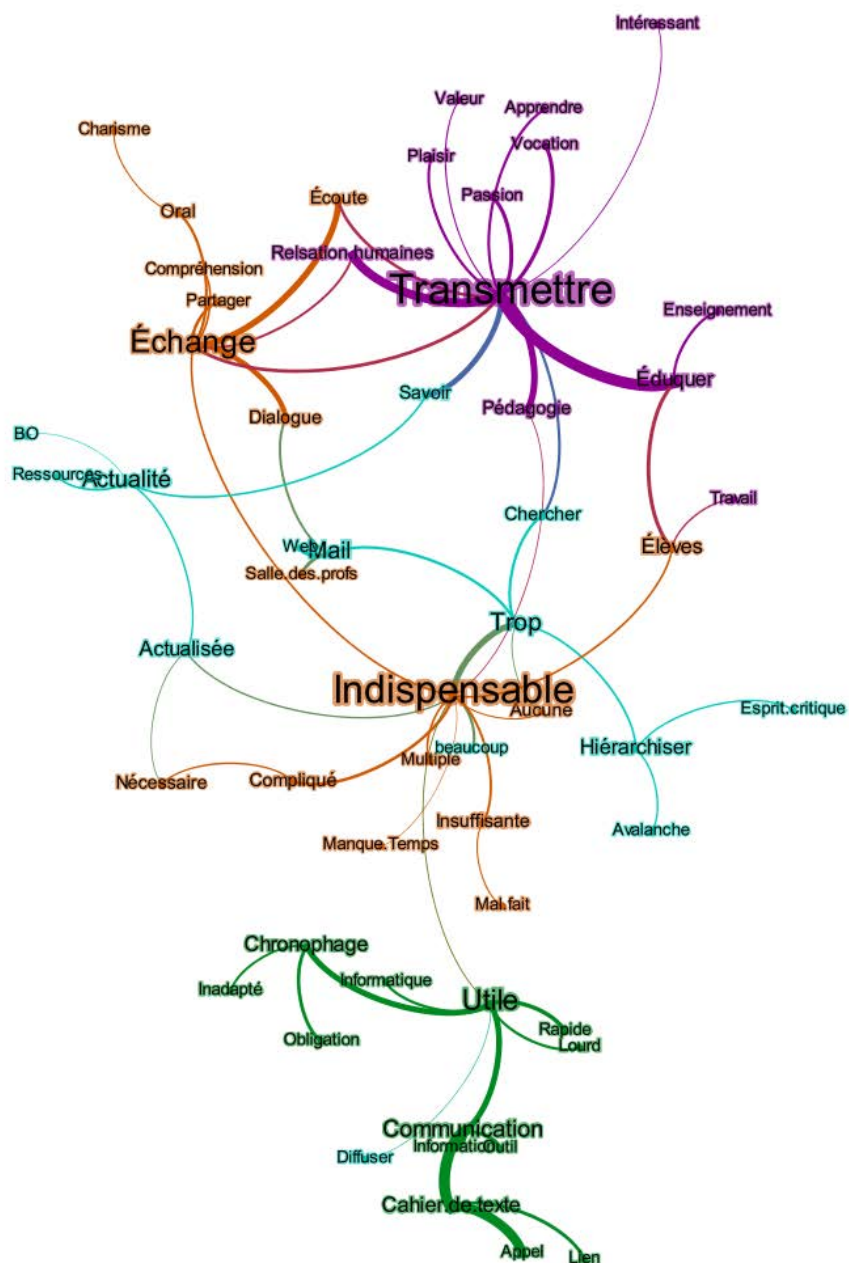 Intéressant
Valeur
Apprendre
Charisme
Vocation
Plaisir
Passion
Écoute
Oral
Relsation humaines
Compréhension
Transmettre
Partager
Enseignement
Échange
Éduquer
Savoir
Pédagogie
Dialogue
BO
Ressources
Actualité
Travail
Chercher
Web
Mail
Éleves
Salle.des.profs
Trop
Actualisée
Indispensable
Aucune
Esprit.critique
beaucoup
Hiérarchiser
Multiple
Nécessaire
Compliqué
Insuffisante
Avalanche
Manque.Temps
Mal.fait
Chronophage
Informatique
Inadapté
Utile
Rapide
Obligation
Lourd
Communication
Information
Outil
Diffuser
Cahier.de.texte
Appel
Lien